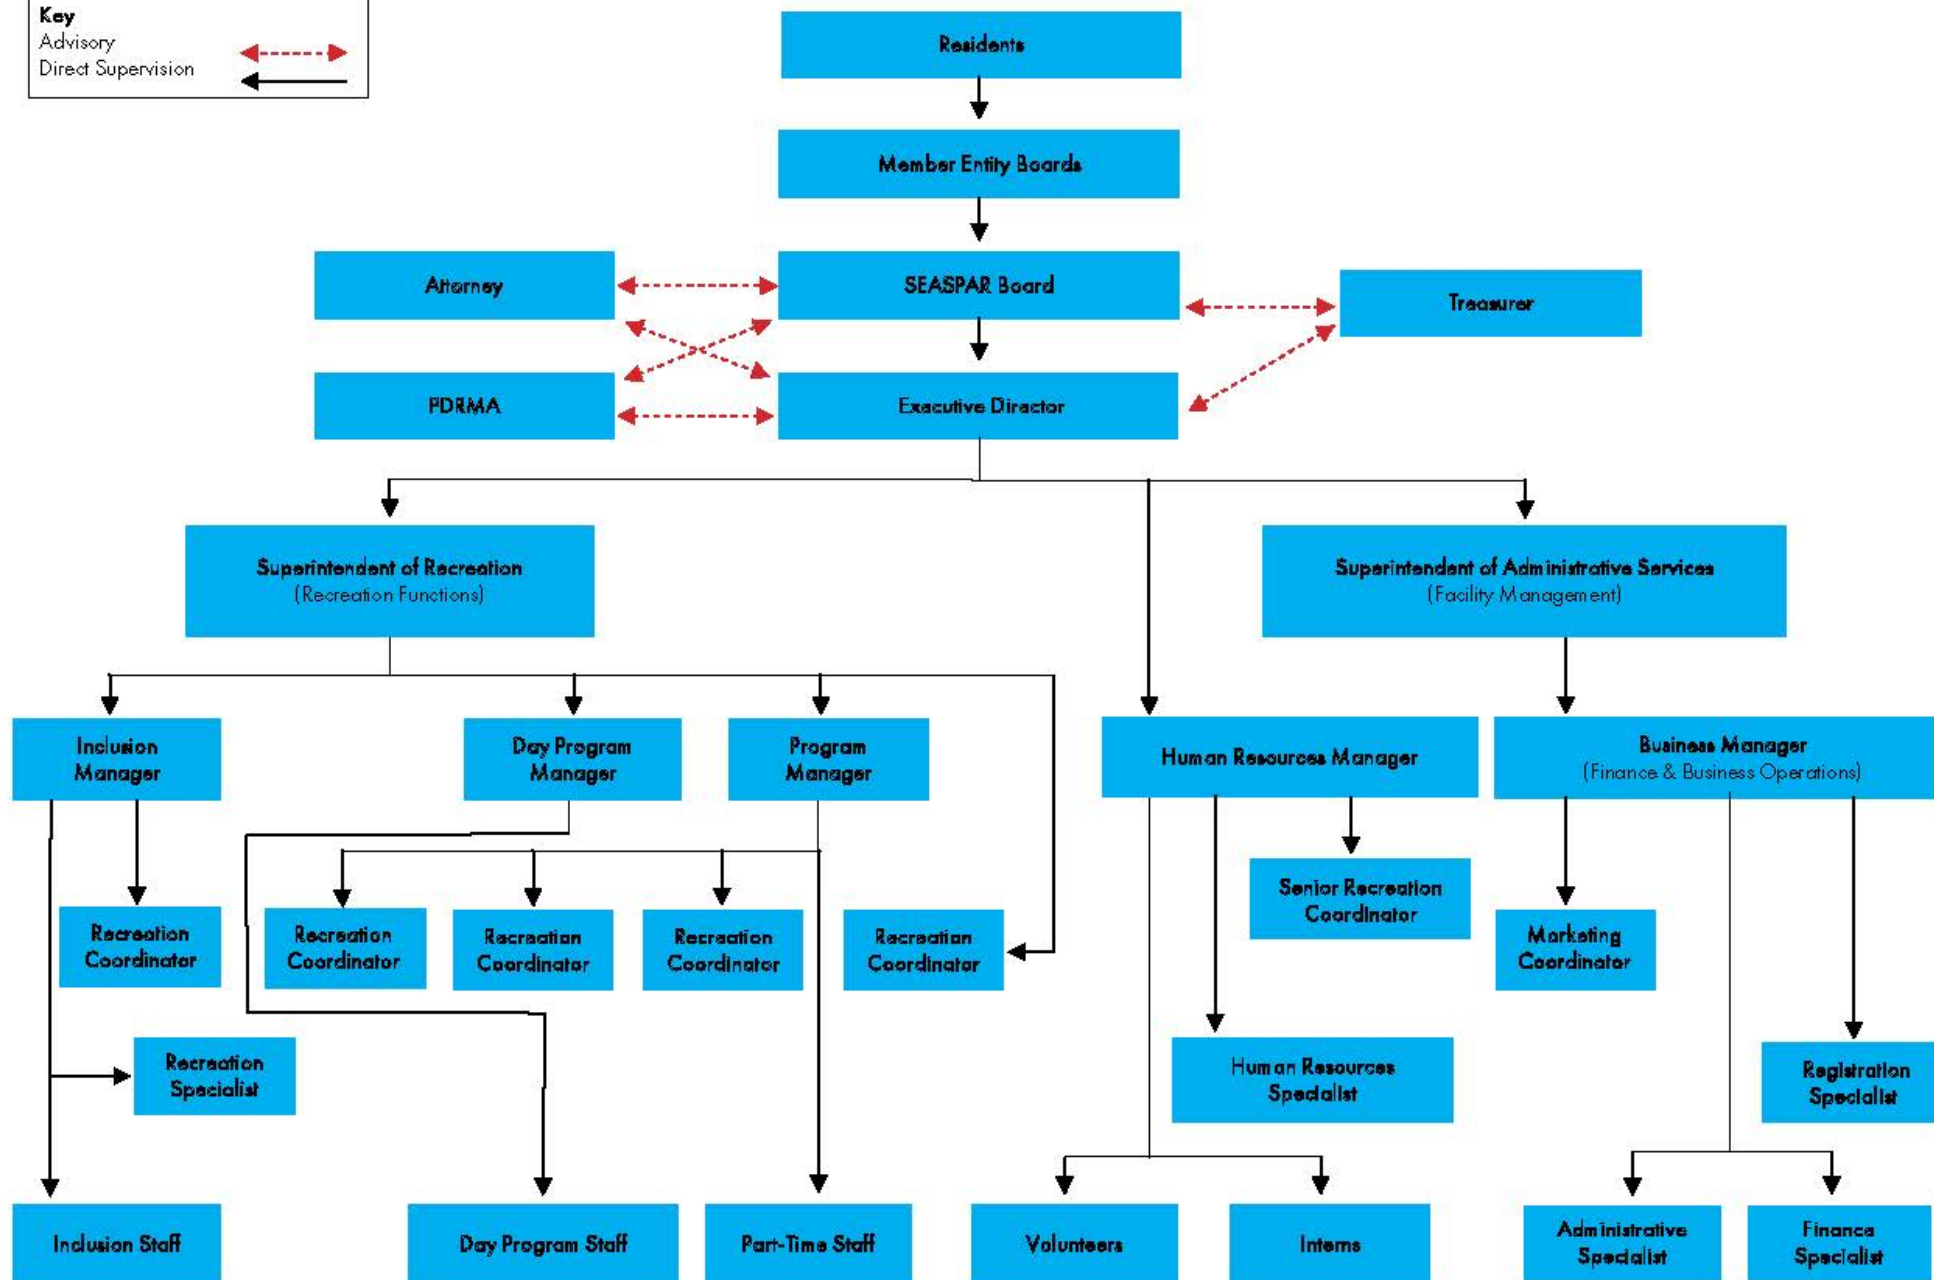 Key
Advisory
Direct Supervision
Residents
Member Entity Boards
Attorney
SEASPAR Board
Treasurer
PDRMA
Executive Director
Superintendent of Recreation
(Recreation Functions)
Superintendent of Administrative Services
(Facility Management)
Inclusion
Manager
Day Program
Manager
Program
Manager
Human Resources Manager
Business Manager
(Finance & Business Operations)
Recreation
Coordinator
Recreation
Coordinator
Recreation
Coordinator
Recreation
Coordinator
Recreation
Coordinator
Senior Recreation
Coordinator
Marketing
Coordinator
Recreation
Specialist
Human Resources
Specialist
Registration
Specialist
Inclusion Staff
Day Program Staff
Part-Time Staff
Volunteers
Interns
Administrative
Specialist
Finance
Specialist